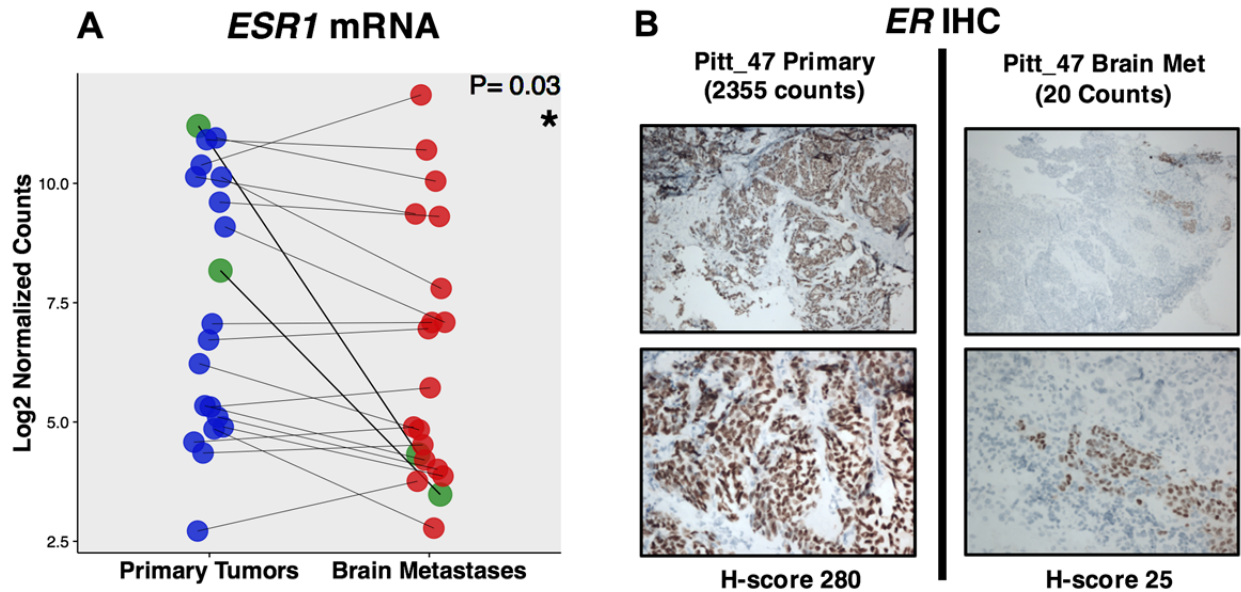 A
ESR1 mRNA
P= 0.03
*
Log2 Normalized Counts
10.0
7.5
5.0
2.5
Primary Tumors
Brain Metastases
B
ER IHC
Pitt_47 Primary
(2355 counts)
Pitt_47 Brain Met
(20 Counts)
H-score 280
H-score 25